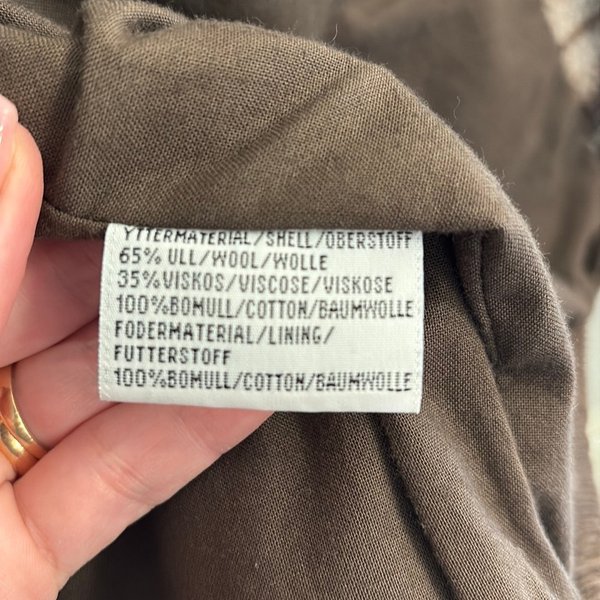 YTTERMATERIAL/SHELL/OBERSTOFF
65% ULL/WOOL/WOLLE
35%VISKOS/VISCOSE/VISKOSE
100%BOMULL/COTTON/BAUMWOLLE
FODERMATERIAL/LINING/
FUTTERSTOFF
100%BOMULL/COTTON/BAUMWOLLE